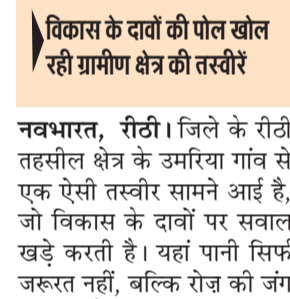 विकास के दावों की पोल खोल
रही ग्रामीण क्षेत्र की तस्वीरें
नवभारत, रीठी। जिले के रीठी
तहसील क्षेत्र के उमरिया गांव से
एक ऐसी तस्वीर सामने आई है,
जो विकास के दावों पर सवाल
खड़े करती है। यहां पानी सिर्फ
जरूरत नहीं, बल्कि रोज़ की जंग